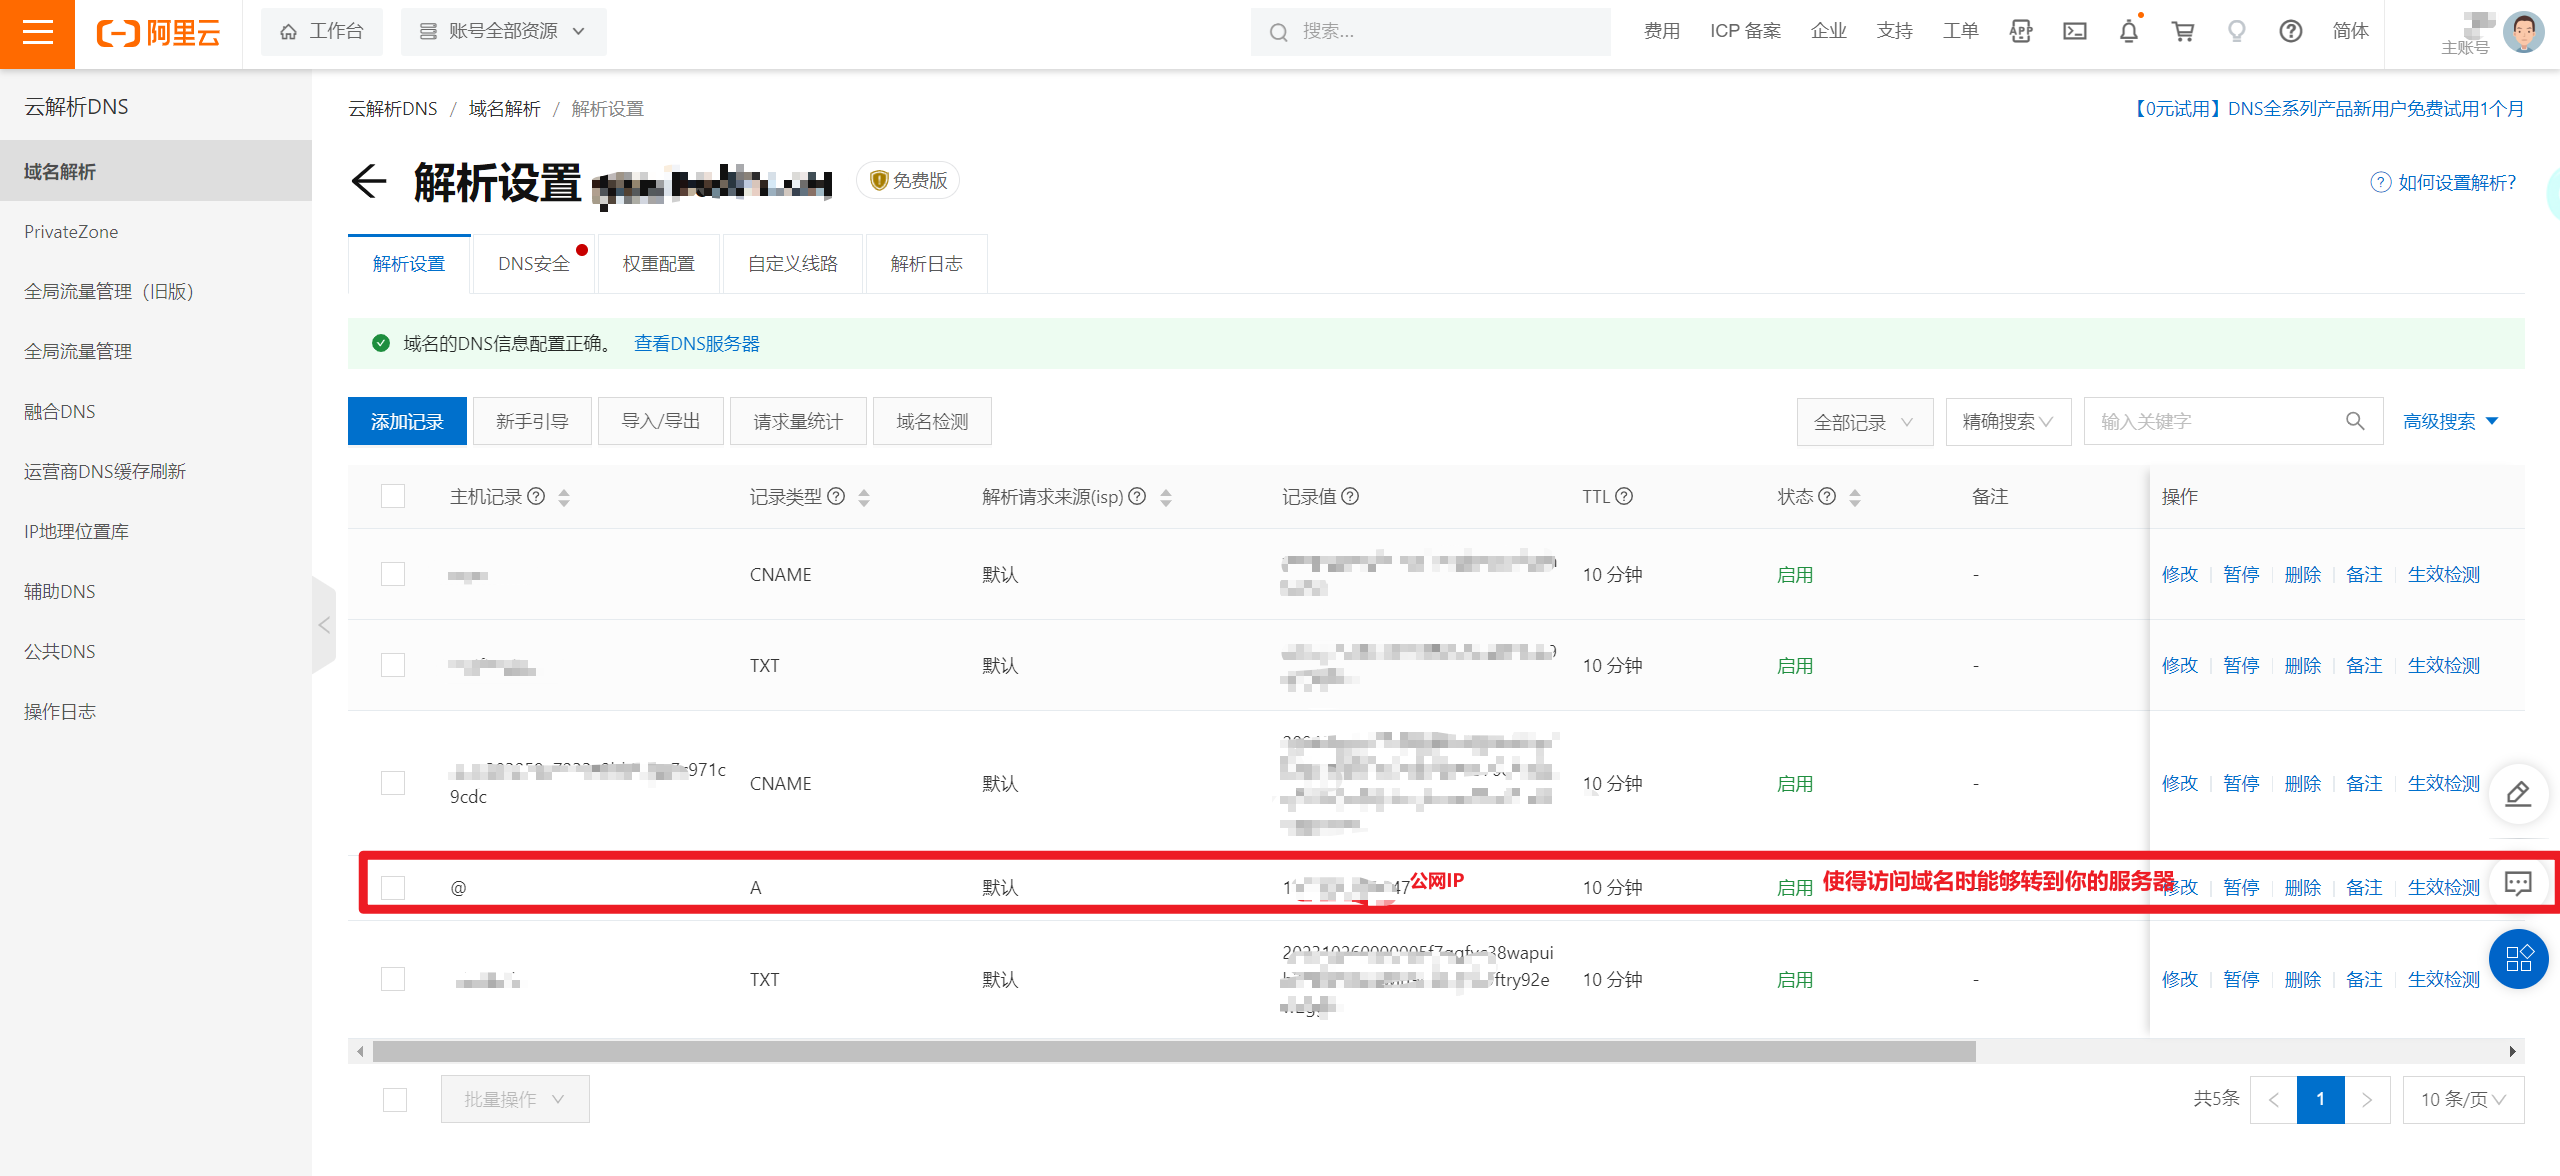 阿里云
工作台
账号全部资源
搜索...
费用
ICP 备案
企业
支持
工单
APP
简体
主账号
云解析DNS
域名解析
PrivateZone
全局流量管理（旧版）
全局流量管理
融合DNS
运营商DNS缓存刷新
IP地理位置库
辅助DNS
公共DNS
操作日志
云解析DNS / 域名解析 / 解析设置
【0元试用】DNS全系列产品新用户免费试用1个月
解析设置
免费版
如何设置解析?
解析设置
DNS安全
权重配置
自定义线路
解析日志
域名的DNS信息配置正确。 查看DNS服务器
添加记录
新手引导
导入/导出
请求量统计
域名检测
全部记录
精确搜索
输入关键字
高级搜索
主机记录 记录类型 解析请求来源(isp) 记录值 TTL 状态 备注 操作
CNAME 默认 10 分钟 启用 - 修改 暂停 删除 备注 生效检测
TXT 默认 10 分钟 启用 - 修改 暂停 删除 备注 生效检测
971c
9cdc
CNAME 默认 10 分钟 启用 - 修改 暂停 删除 备注 生效检测
@ A 默认 公网IP 10 分钟 启用 使得访问域名时能够转到你的服务器 修改 暂停 删除 备注 生效检测
38wapui
ftry92e
TXT 默认 10 分钟 启用 - 修改 暂停 删除 备注 生效检测
批量操作
共5条
1
10 条/页